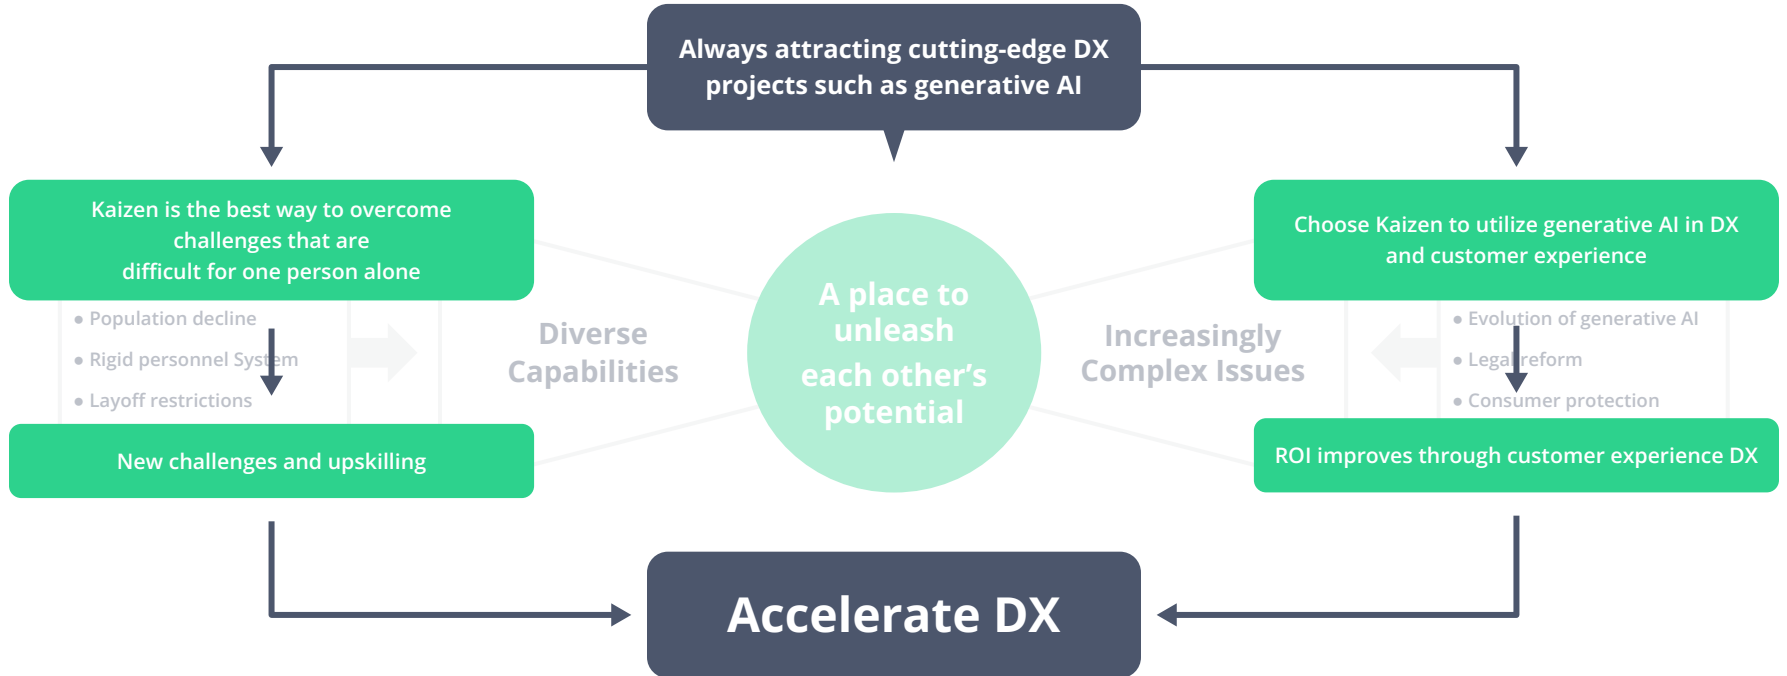 Always attracting cutting-edge DX
projects such as generative AI
Kaizen is the best way to overcome
challenges that are
difficult for one person alone
Choose Kaizen to utilize generative AI in DX
and customer experience
● Population decline
● Rigid personnel System
● Layoff restrictions
Diverse
Capabilities
A place to
unleash
each other’s
potential
Increasingly
Complex Issues
● Evolution of generative AI
● Legal reform
● Consumer protection
New challenges and upskilling
ROI improves through customer experience DX
Accelerate DX